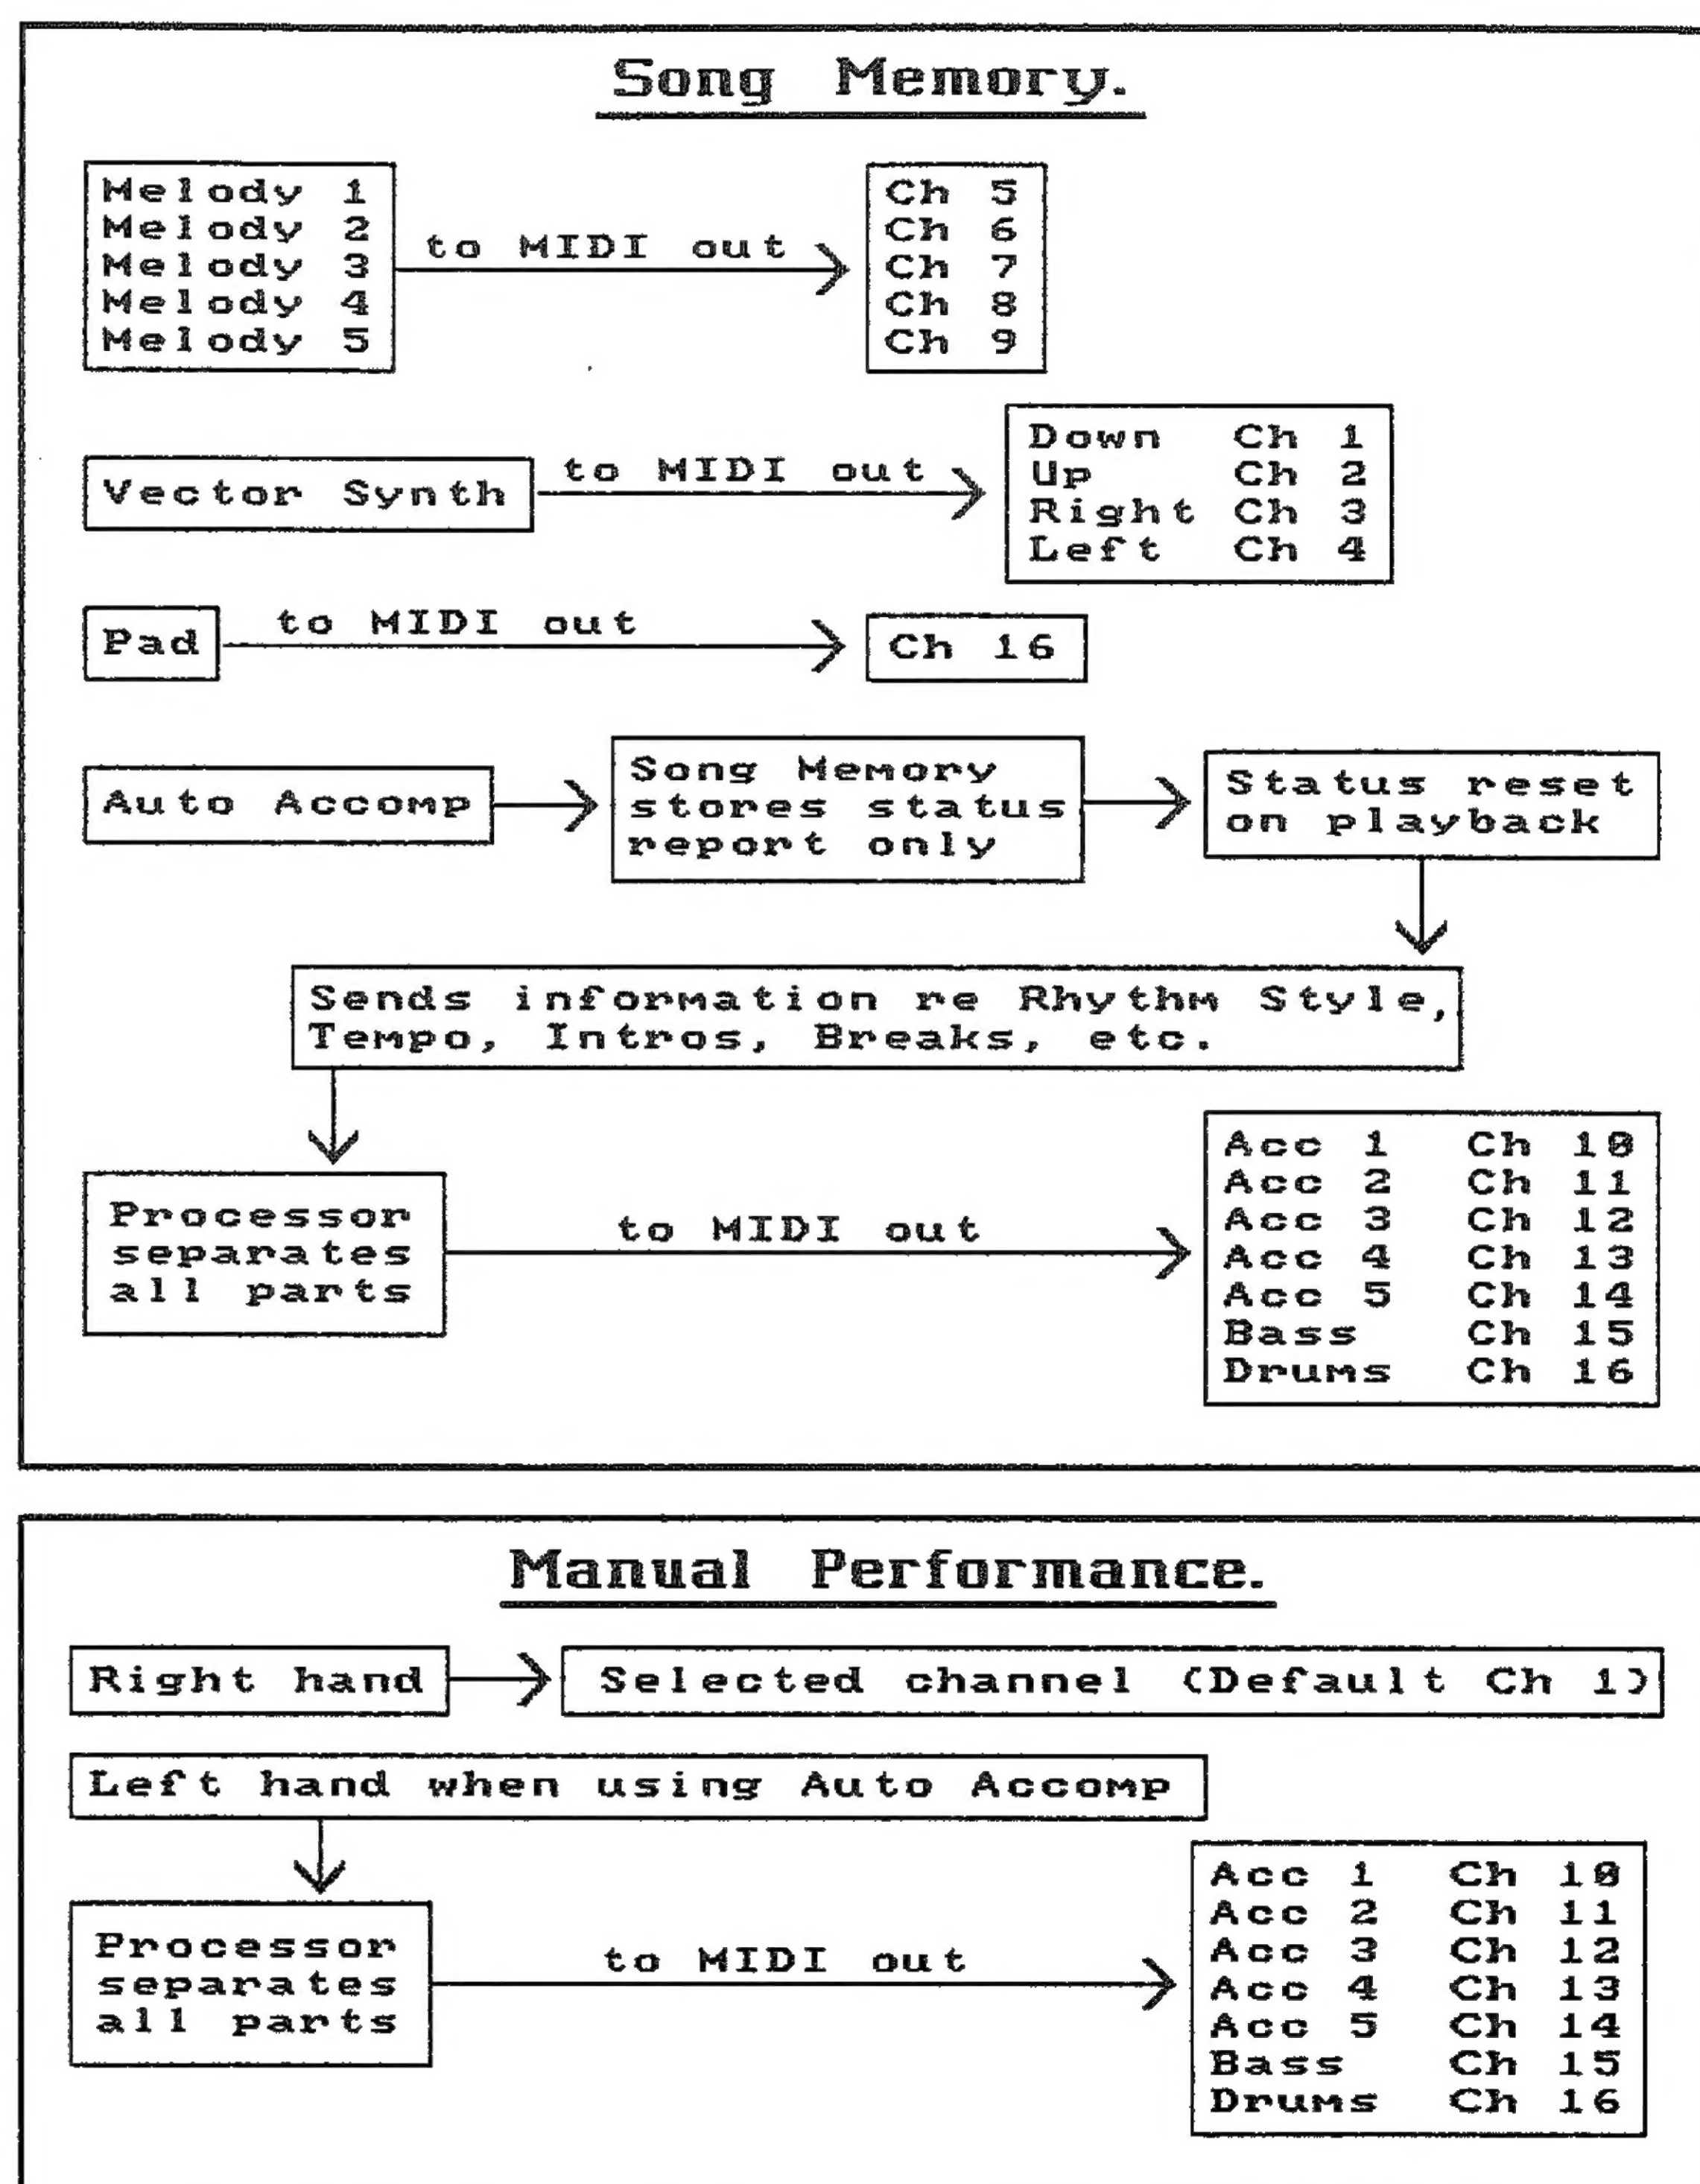 Song Memory.
Melody 1
Melody 2
Melody 3
Melody 4
Melody 5
to MIDI out
Ch 5
Ch 6
Ch 7
Ch 8
Ch 9
Vector Synth
to MIDI out
Down Ch 1
Up Ch 2
Right Ch 3
Left Ch 4
Pad
to MIDI out
Ch 16
Auto Accomp
Song Memory
stores status
report only
Status reset
on playback
Sends information re Rhythm Style,
Tempo, Intros, Breaks, etc.
Processor
separates
all parts
to MIDI out
Acc 1 Ch 10
Acc 2 Ch 11
Acc 3 Ch 12
Acc 4 Ch 13
Acc 5 Ch 14
Bass Ch 15
Drums Ch 16
Manual Performance.
Right hand
Selected channel (Default Ch 1)
Left hand when using Auto Accomp
Processor
separates
all parts
to MIDI out
Acc 1 Ch 10
Acc 2 Ch 11
Acc 3 Ch 12
Acc 4 Ch 13
Acc 5 Ch 14
Bass Ch 15
Drums Ch 16